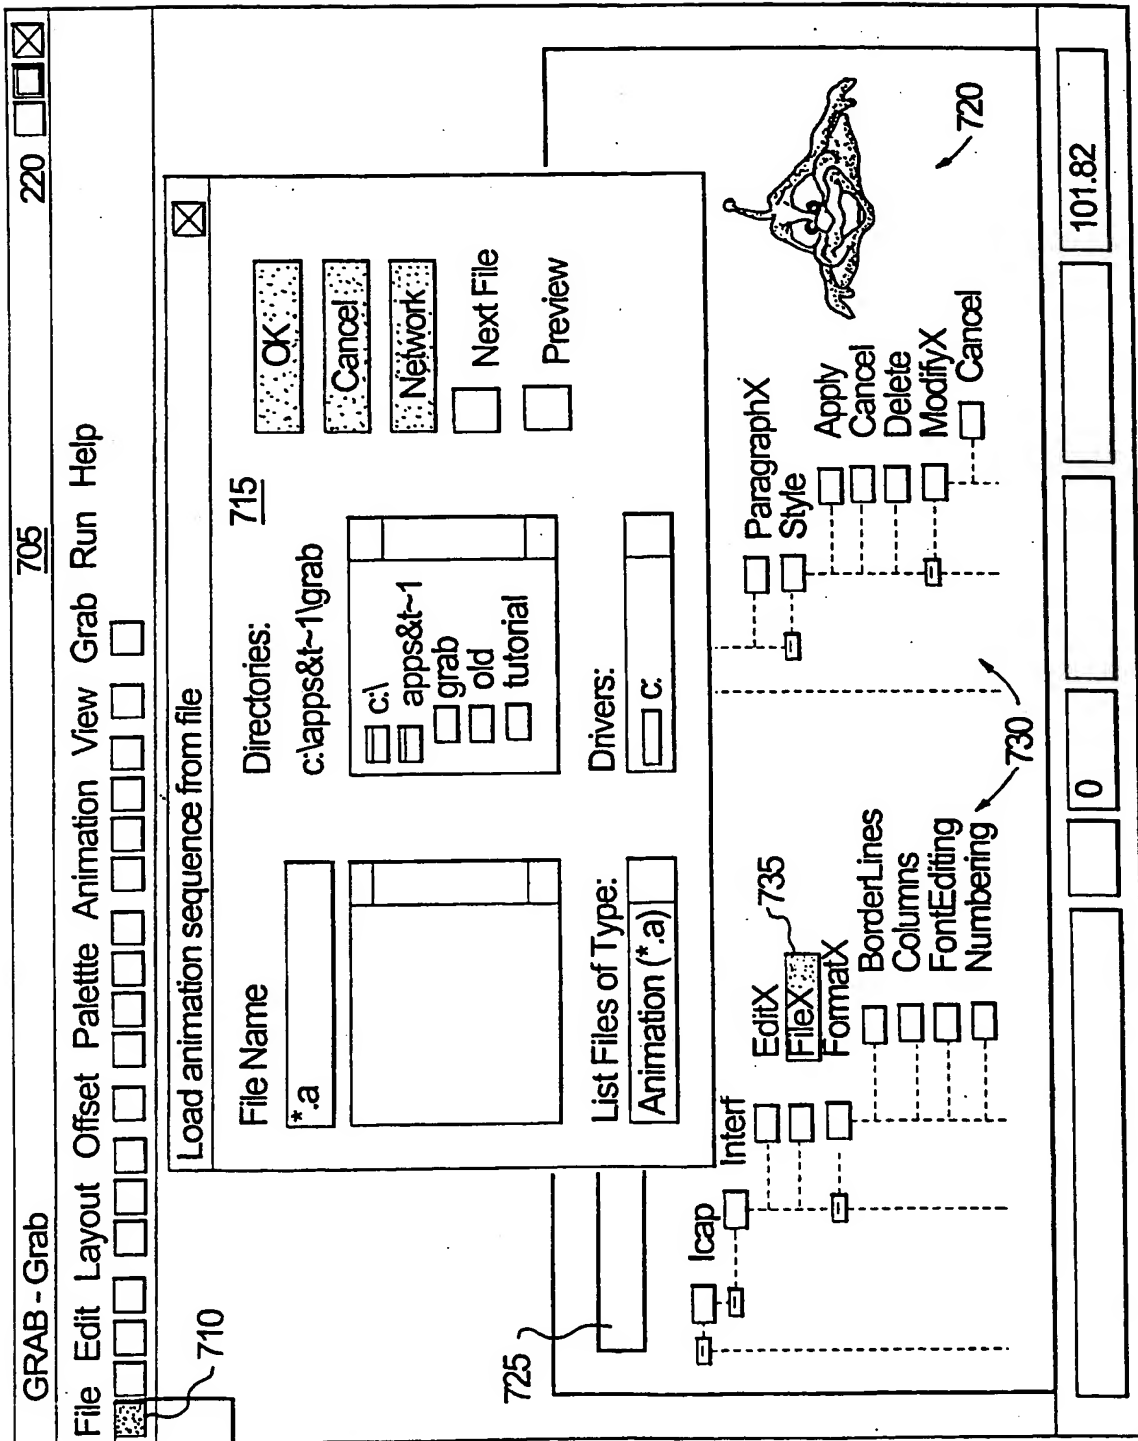 GRAB - Grab
705
220
File Edit Layout Offset Palette Animation View Grab Run Help
710
Load animation sequence from file
File Name
*.a
Directories:
c:\apps&t~1\grab
715
c:\
apps&t~1
grab
old
tutorial
OK
Cancel
Network
Next File
Preview
List Files of Type:
Animation (*.a)
Drivers:
c:
725
Icap
Interf
EditX
FileX
FormatX
735
BorderLines
Columns
FontEditing
Numbering
730
ParagraphX
Style
Apply
Cancel
Delete
ModifyX
Cancel
720
0
101.82